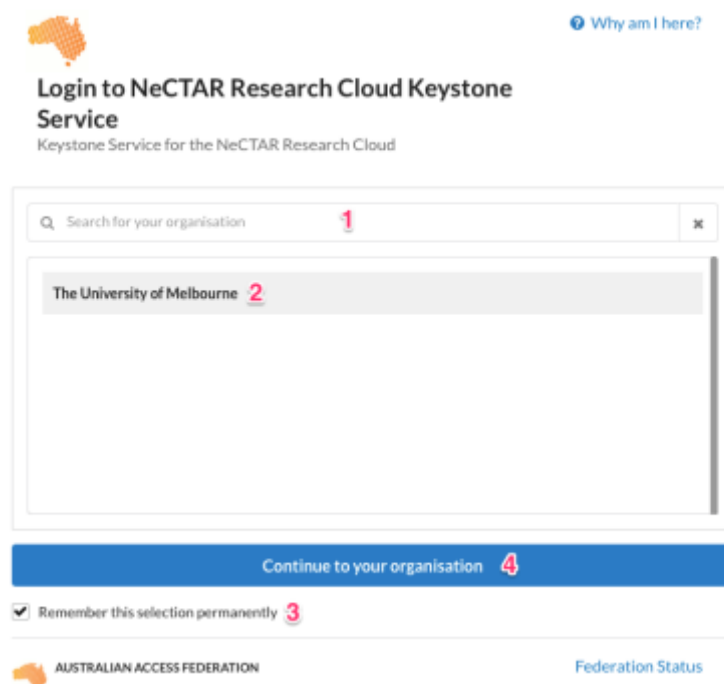 Why am I here?
Login to NeCTAR Research Cloud Keystone
Service
Keystone Service for the NeCTAR Research Cloud
Search for your organisation 1
The University of Melbourne 2
Continue to your organisation 4
Remember this selection permanently 3
AUSTRALIAN ACCESS FEDERATION Federation Status